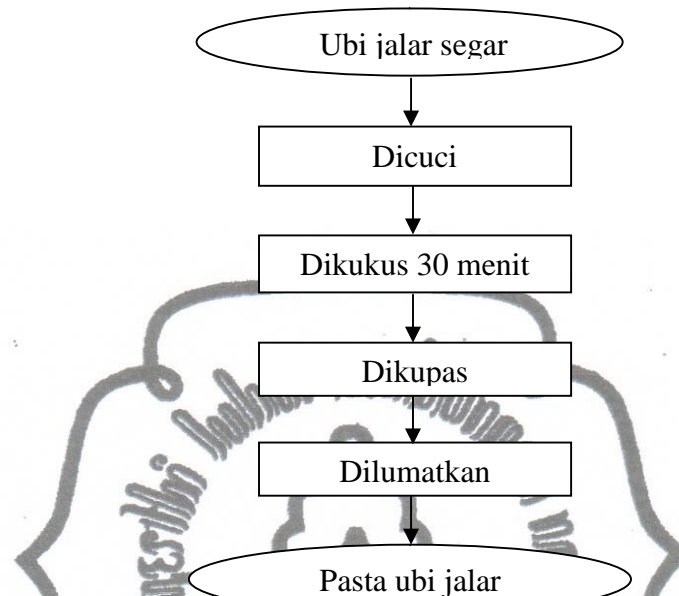 Ubi jalar segar
Dicuci
Dikukus 30 menit
Dikupas
Dilumatkan
Pasta ubi jalar